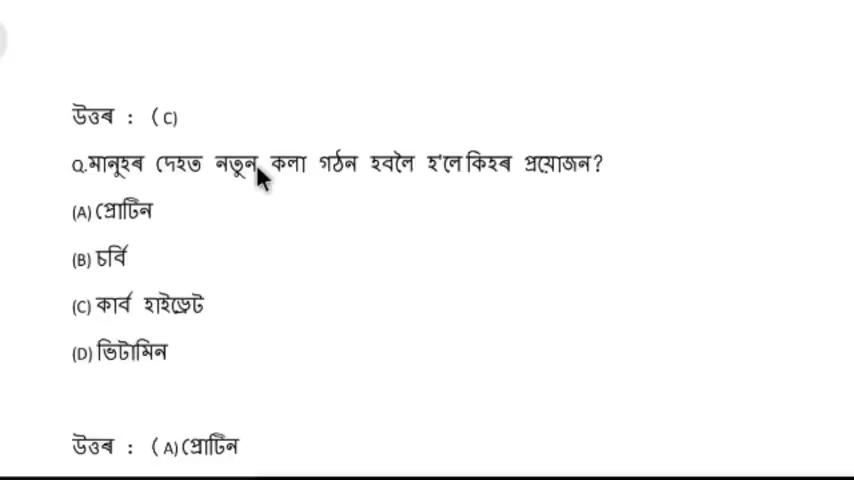 উত্তৰ : ( C)
Q.মানুহৰ দেহত নতুন কলা গঠন হবলৈ হ'লে কিহৰ প্ৰয়োজন?
(A) প্ৰোটিন
(B) চৰ্বি
(C) কাৰ্ব হাইড্ৰেট
(D) ভিটামিন
উত্তৰ : ( A) প্ৰোটিন